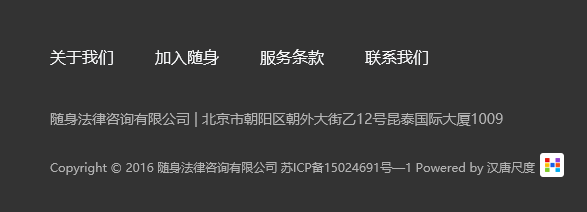 关于我们 加入随身 服务条款 联系我们
随身法律咨询有限公司 | 北京市朝阳区朝外大街乙12号昆泰国际大厦1009
Copyright © 2016 随身法律咨询有限公司 苏ICP备15024691号—1 Powered by 汉唐尺度